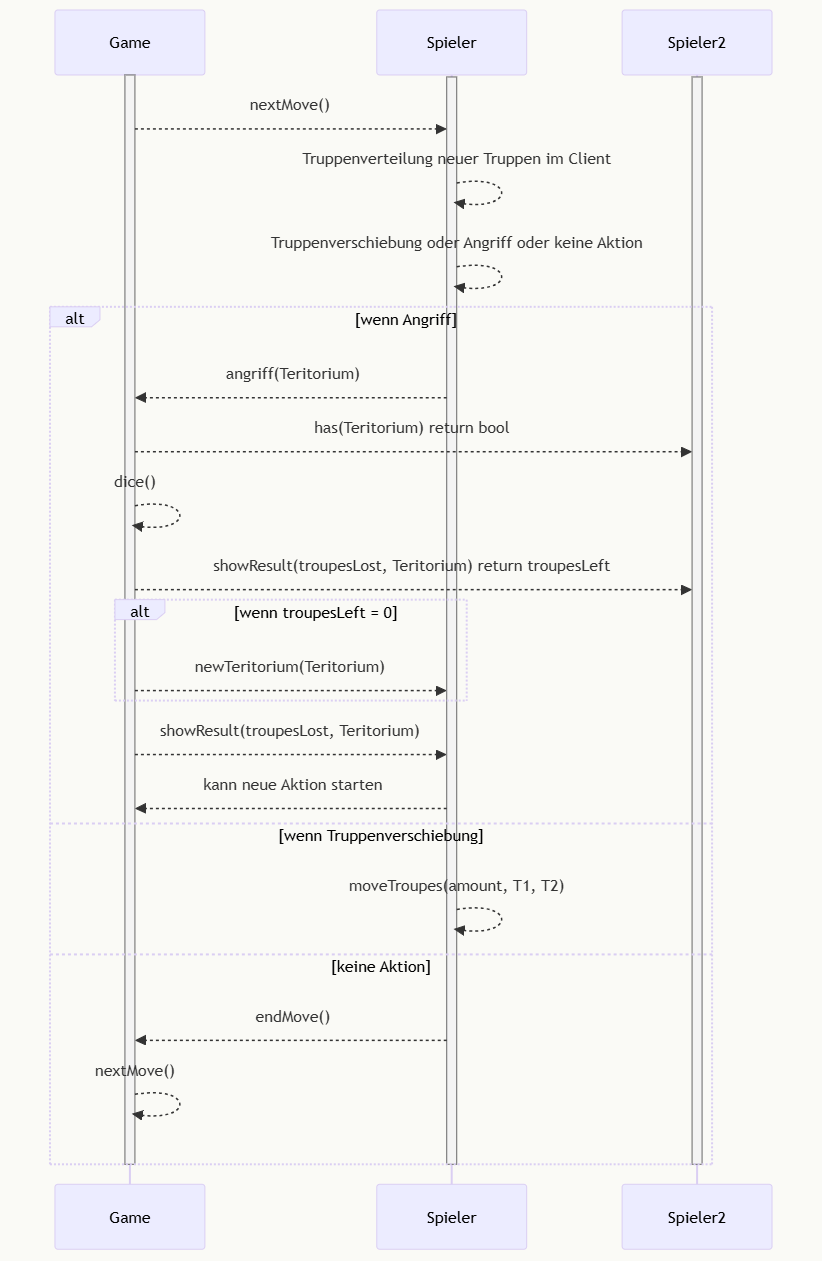 Game
Spieler
Spieler2
nextMove()
Truppenverteilung neuer Truppen im Client
Truppenverschiebung oder Angriff oder keine Aktion
alt
[wenn Angriff]
angriff(Teritorium)
has(Teritorium) return bool
dice()
showResult(troupesLost, Teritorium) return troupesLeft
alt
[wenn troupesLeft = 0]
newTeritorium(Teritorium)
showResult(troupesLost, Teritorium)
kann neue Aktion starten
[wenn Truppenverschiebung]
moveTroupes(amount, T1, T2)
[keine Aktion]
endMove()
nextMove()
Game
Spieler
Spieler2